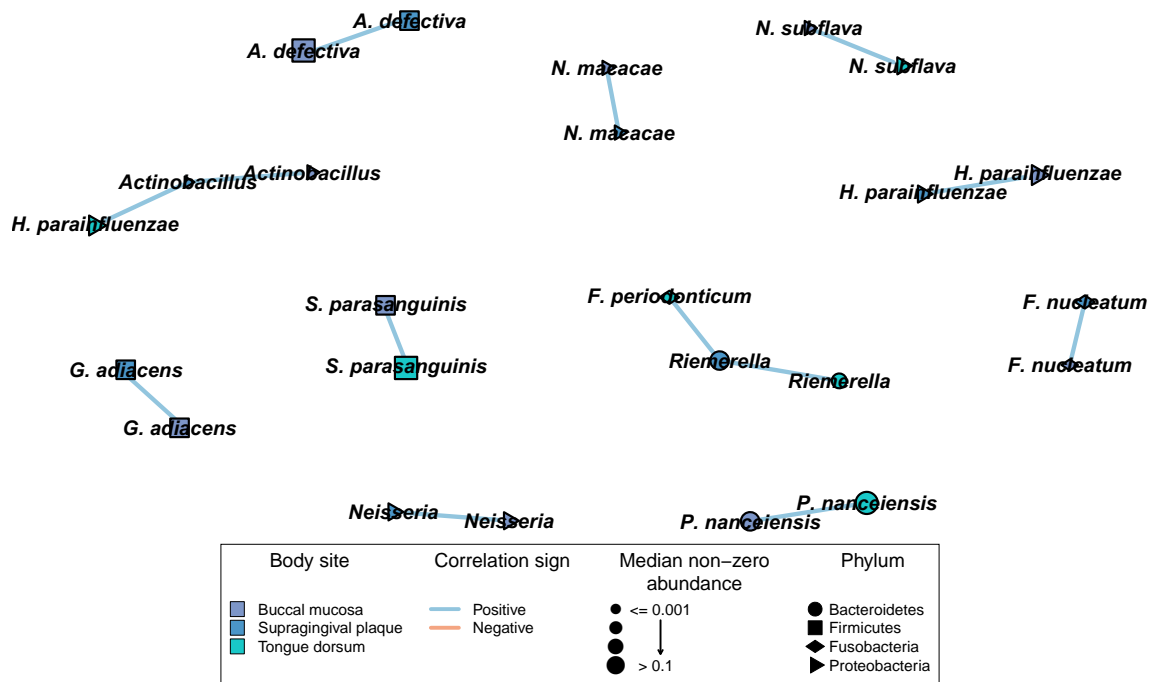 A. defectiva
A. defectiva
N. subflava
N. subflava
N. macacae
N. macacae
Actinobacillus
Actinobacillus
H. parainfluenzae
H. parainfluenzae
H. parainfluenzae
S. parasanguinis
S. parasanguinis
F. periodonticum
Riemerella
Riemerella
F. nucleatum
F. nucleatum
G. adiacens
G. adiacens
Neisseria
Neisseria
P. nanceiensis
P. nanceiensis
Body site
Buccal mucosa
Supragingival plaque
Tongue dorsum
Correlation sign
Positive
Negative
Median non−zero
abundance
<= 0.001
> 0.1
Phylum
Bacteroidetes
Firmicutes
Fusobacteria
Proteobacteria